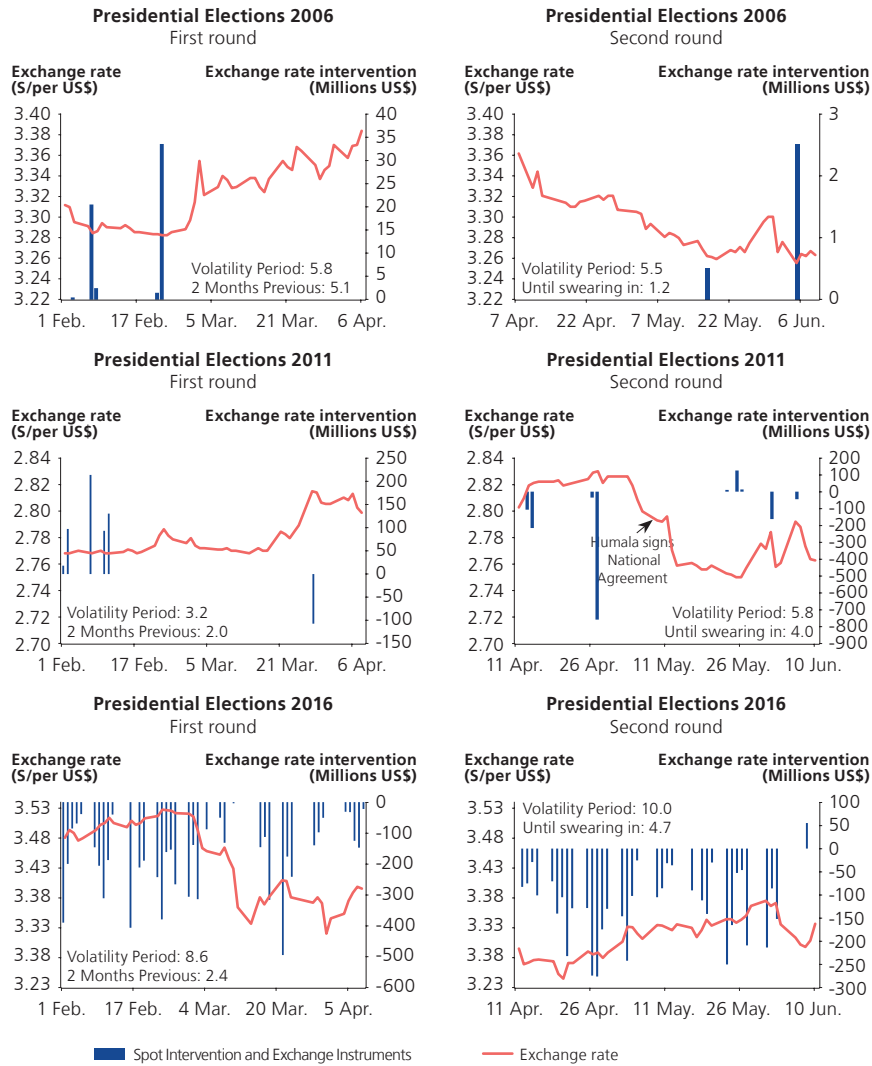 Presidential Elections 2006
First round
Exchange rate
(S/per US$)
Exchange rate intervention
(Millions US$)
3.40
3.38
3.36
3.34
3.32
3.30
3.28
3.26
3.24
3.22
40
35
30
25
20
15
10
5
0
Volatility Period: 5.8
2 Months Previous: 5.1
1 Feb. 17 Feb. 5 Mar. 21 Mar. 6 Apr.
Presidential Elections 2006
Second round
Exchange rate
(S/per US$)
Exchange rate intervention
(Millions US$)
3.40
3.38
3.36
3.34
3.32
3.30
3.28
3.26
3.24
3.22
3
2
1
0
Volatility Period: 5.5
Until swearing in: 1.2
7 Apr. 22 Apr. 7 May. 22 May. 6 Jun.
Presidential Elections 2011
First round
Exchange rate
(S/per US$)
Exchange rate intervention
(Millions US$)
2.84
2.82
2.80
2.78
2.76
2.74
2.72
2.70
250
200
150
100
50
0
-50
-100
-150
Volatility Period: 3.2
2 Months Previous: 2.0
1 Feb. 17 Feb. 5 Mar. 21 Mar. 6 Apr.
Presidential Elections 2011
Second round
Exchange rate
(S/per US$)
Exchange rate intervention
(Millions US$)
2.84
2.82
2.80
2.78
2.76
2.74
2.72
2.70
200
100
0
-100
-200
-300
-400
-500
-600
-700
-800
-900
Humala signs
National
Agreement
Volatility Period: 5.8
Until swearing in: 4.0
11 Apr. 26 Apr. 11 May. 26 May. 10 Jun.
Presidential Elections 2016
First round
Exchange rate
(S/per US$)
Exchange rate intervention
(Millions US$)
3.53
3.48
3.43
3.38
3.33
3.38
3.23
0
-100
-200
-300
-400
-500
-600
Volatility Period: 8.6
2 Months Previous: 2.4
1 Feb. 17 Feb. 4 Mar. 20 Mar. 5 Apr.
Presidential Elections 2016
Second round
Exchange rate
(S/per US$)
Exchange rate intervention
(Millions US$)
3.53
3.48
3.43
3.38
3.33
3.38
3.23
100
50
0
-50
-100
-150
-200
-250
-300
Volatility Period: 10.0
Until swearing in: 4.7
11 Apr. 26 Apr. 11 May. 26 May. 10 Jun.
Spot Intervention and Exchange Instruments
Exchange rate